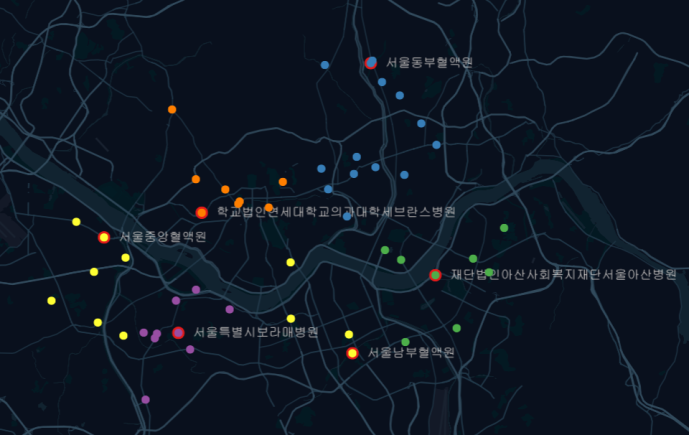 서울동부혈액원
학교법인연세대학교의과대학세브란스병원
서울중앙혈액원
재단법인아산사회복지재단서울아산병원
서울특별시보라매병원
서울남부혈액원